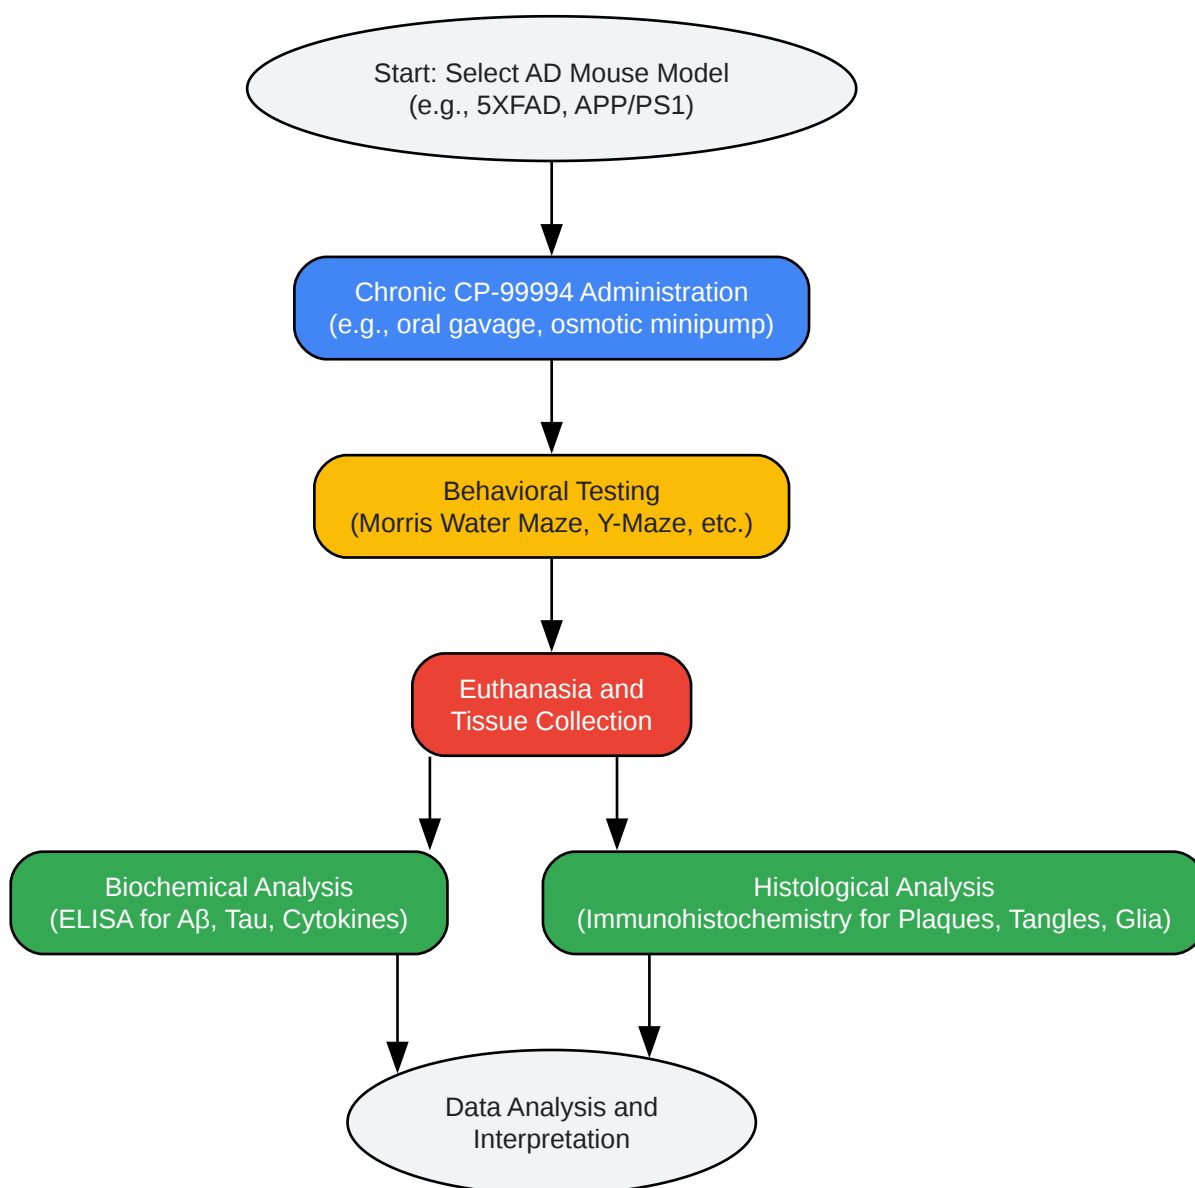 Start: Select AD Mouse Model
(e.g., 5XFAD, APP/PS1)
Chronic CP-99994 Administration
(e.g., oral gavage, osmotic minipump)
Behavioral Testing
(Morris Water Maze, Y-Maze, etc.)
Euthanasia and
Tissue Collection
Biochemical Analysis
(ELISA for Aβ, Tau, Cytokines)
Histological Analysis
(Immunohistochemistry for Plaques, Tangles, Glia)
Data Analysis and
Interpretation